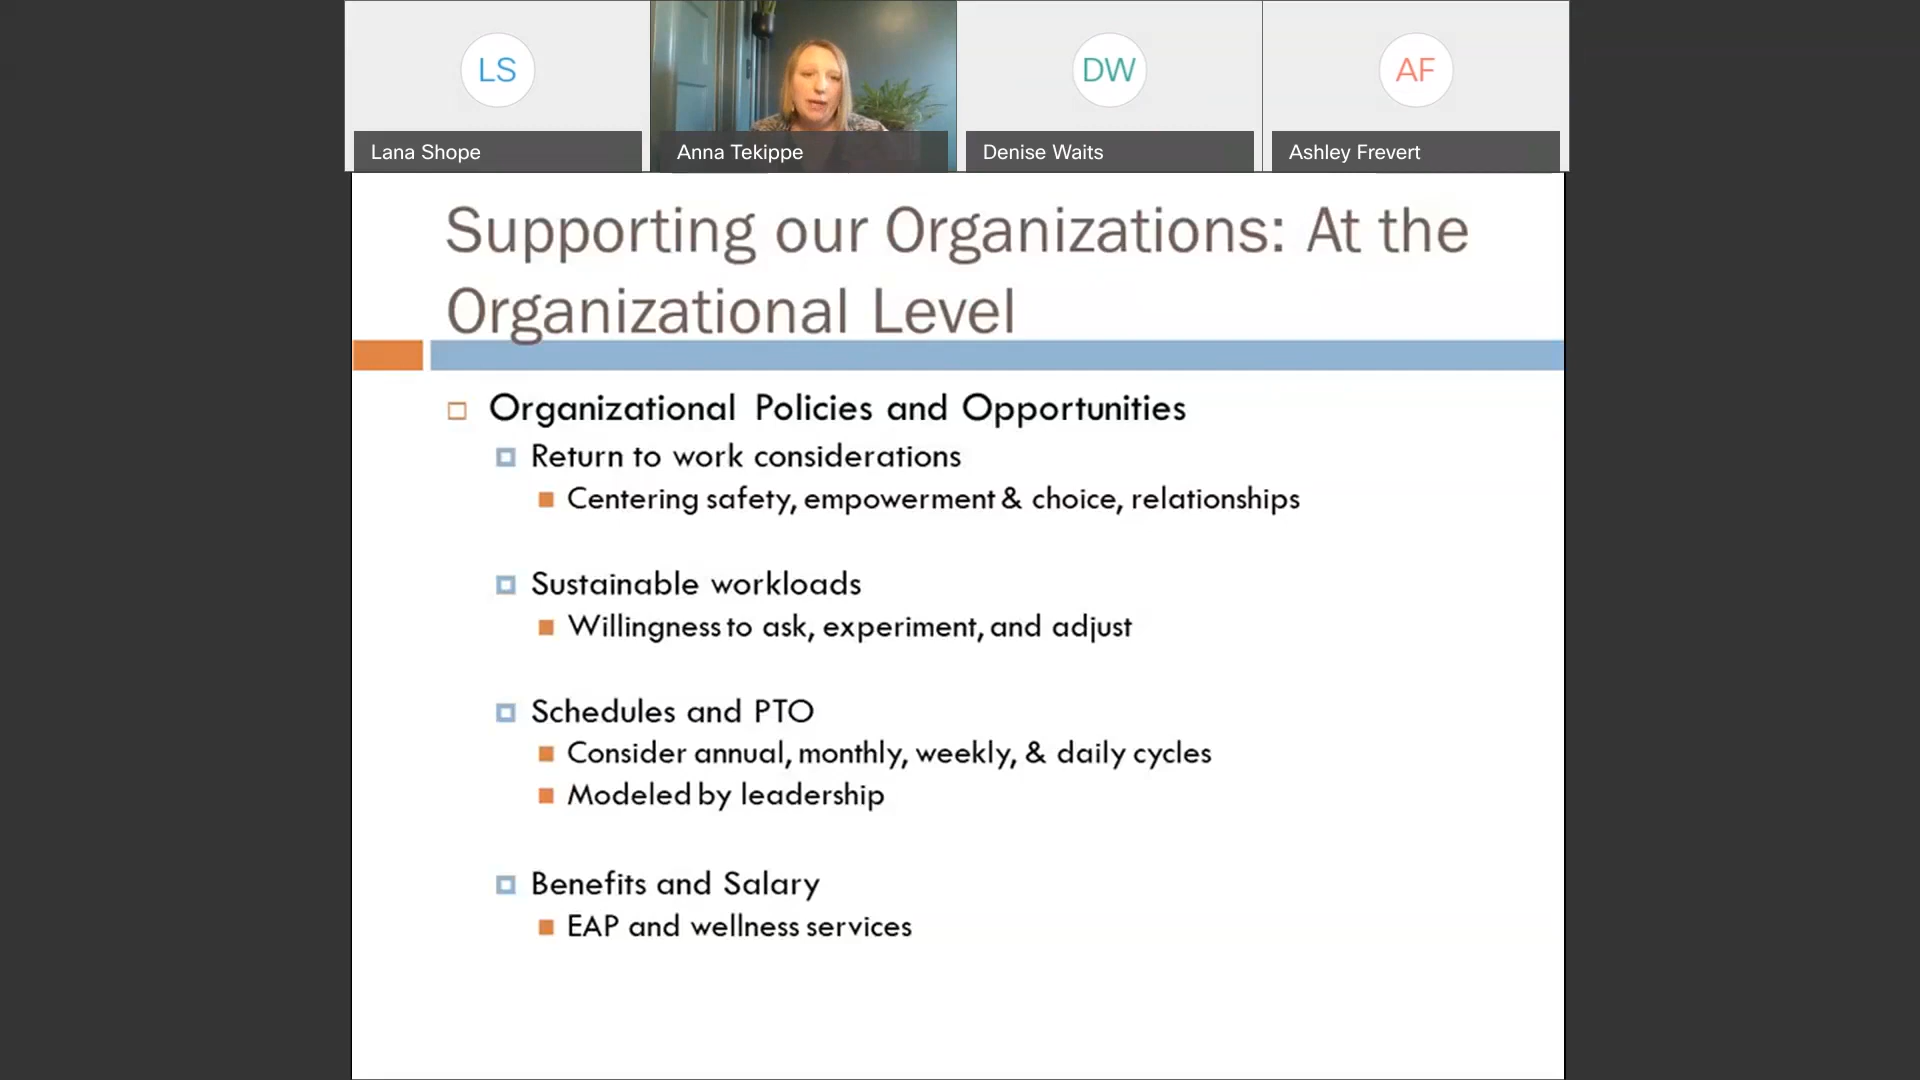 LS
DW
AF
Lana Shope
Anna Tekippe
Denise Waits
Ashley Frevert
Supporting our Organizations: At the
Organizational Level
Organizational Policies and Opportunities
Return to work considerations
Centering safety, empowerment & choice, relationships
Sustainable workloads
Willingness to ask, experiment, and adjust
Schedules and PTO
Consider annual, monthly, weekly, & daily cycles
Modeled by leadership
Benefits and Salary
EAP and wellness services